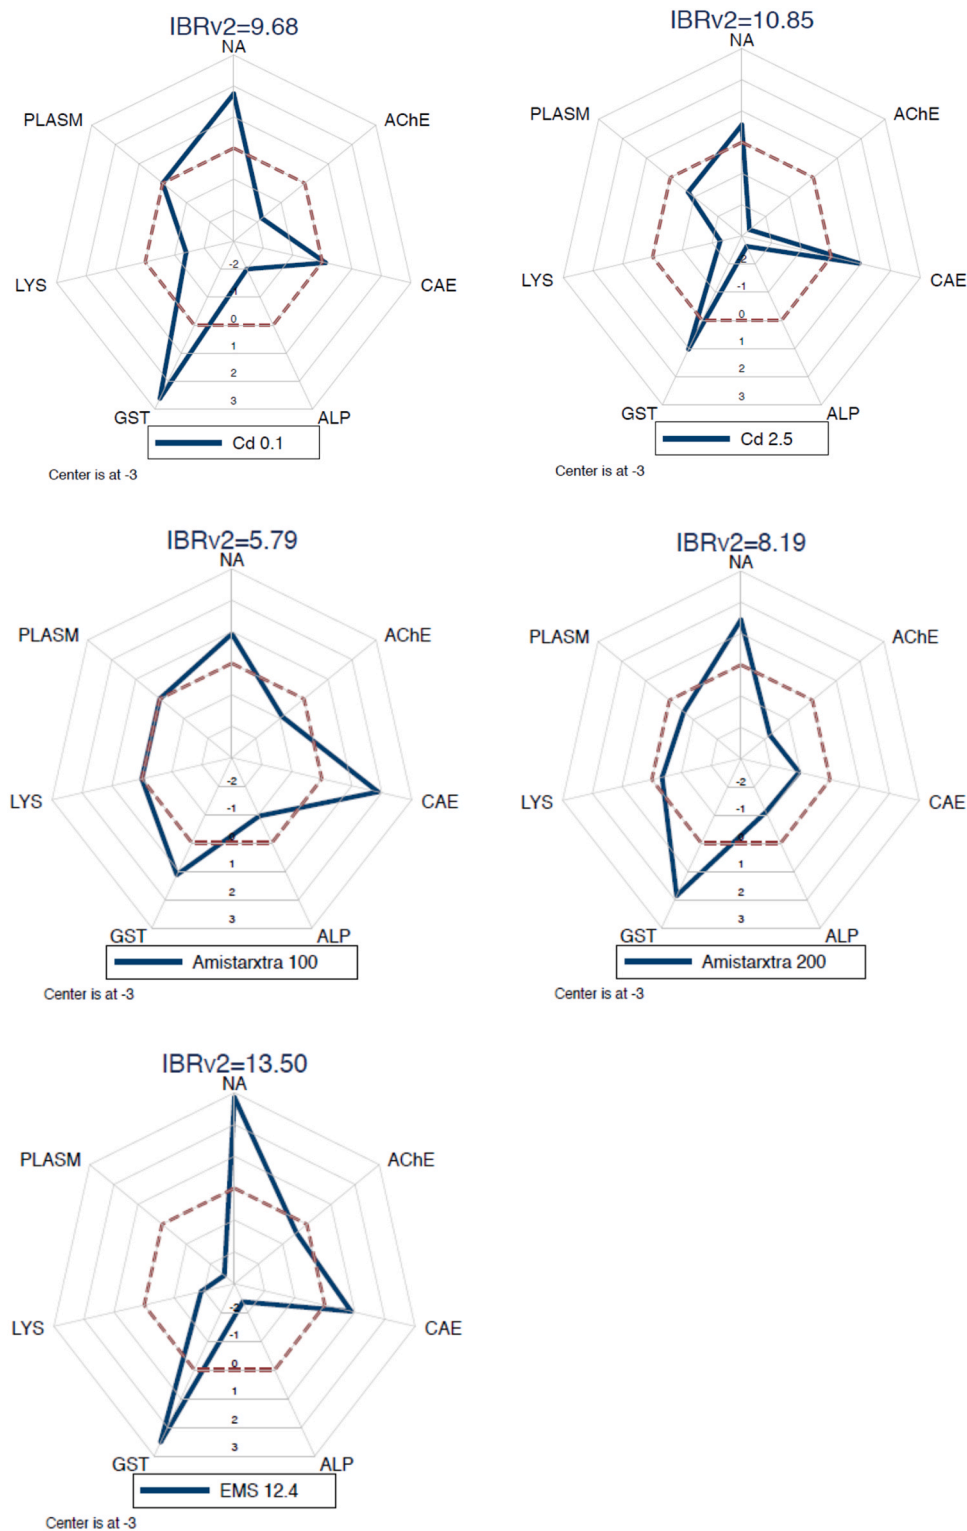 IBRv2=9.68
NA
PLASM
AChE
LYS
CAE
-2
-1
0
1
2
3
GST
ALP
Cd 0.1
Center is at -3
IBRv2=10.85
NA
PLASM
AChE
LYS
CAE
-2
-1
0
1
2
3
GST
ALP
Cd 2.5
Center is at -3
IBRv2=5.79
NA
PLASM
AChE
LYS
CAE
-2
-1
0
1
2
3
GST
ALP
Amistarxtra 100
Center is at -3
IBRv2=8.19
NA
PLASM
AChE
LYS
CAE
-2
-1
0
1
2
3
GST
ALP
Amistarxtra 200
Center is at -3
IBRv2=13.50
NA
PLASM
AChE
LYS
CAE
-2
-1
0
1
2
3
GST
ALP
EMS 12.4
Center is at -3